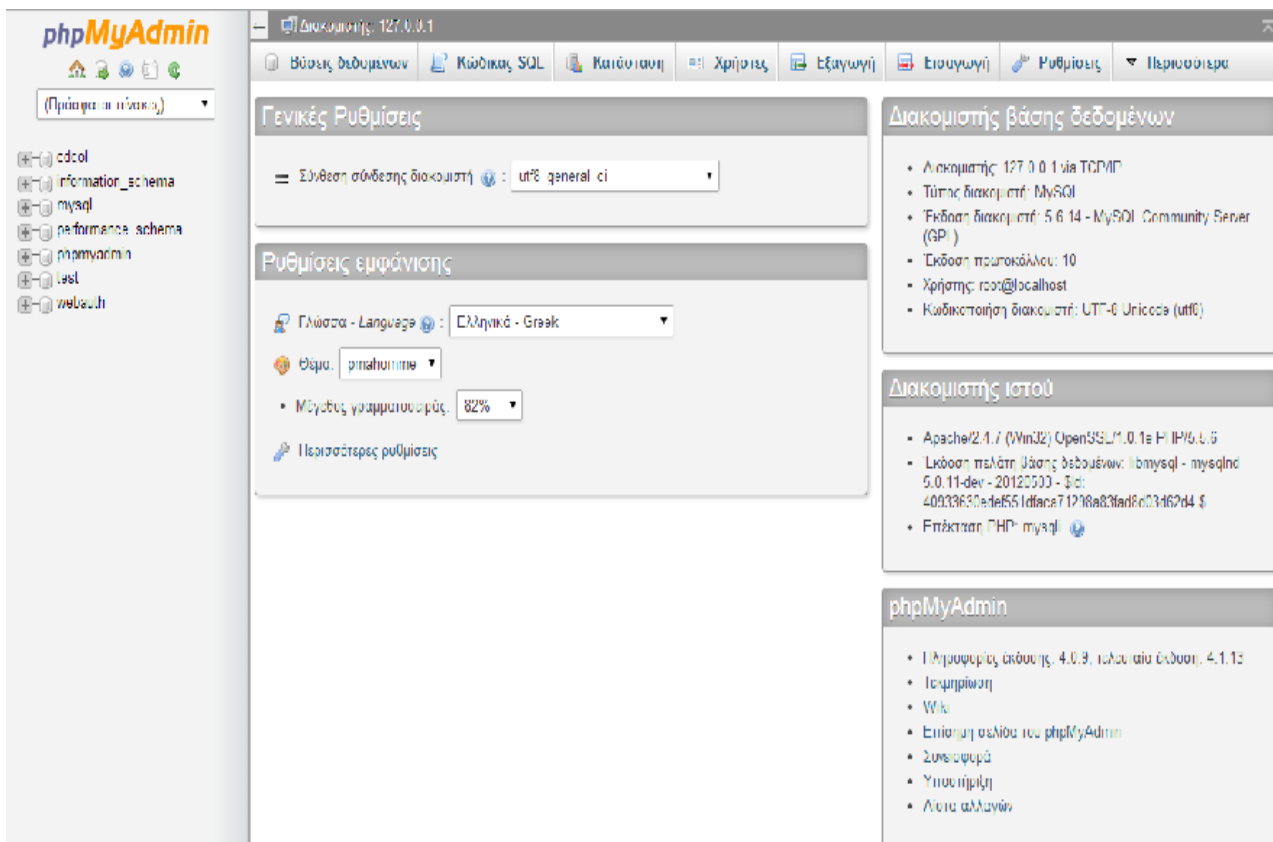 phpMyAdmin
(Πρόσφατοι πίνακες)
cdcol
information_schema
mysql
performance_schema
phpmyadmin
test
webauth
Διακομιστής: 127.0.0.1
Βάσεις δεδομένων Κώδικας SQL Κατάσταση Χρήστες Εξαγωγή Εισαγωγή Ρυθμίσεις Περισσότερα
Γενικές Ρυθμίσεις
Σύνθεση σύνδεσης διακομιστή : utf8_general_ci
Ρυθμίσεις εμφάνισης
Γλώσσα - Language : Ελληνικά - Greek
Θέμα: pmahomme
Μέγεθος γραμματοσειράς: 82%
Περισσότερες ρυθμίσεις
Διακομιστής βάσης δεδομένων
Διακομιστής: 127.0.0.1 via TCP/IP
Τύπος διακομιστή: MySQL
Έκδοση διακομιστή: 5.6.14 - MySQL Community Server
(GPL)
Έκδοση πρωτοκόλλου: 10
Χρήστης: root@localhost
Κωδικοποίηση διακομιστή: UTF-8 Unicode (utf8)
Διακομιστής ιστού
Apache/2.4.7 (Win32) OpenSSL/1.0.1e PHP/5.5.6
Έκδοση πελάτη βάσης δεδομένων: libmysql - mysqlnd
5.0.11-dev - 20120503 - $Id:
$
Επέκταση PHP: mysqli
phpMyAdmin
Πληροφορίες έκδοσης: 4.0.9, τελευταία έκδοση: 4.1.13
Τεκμηρίωση
Wiki
Επίσημη σελίδα του phpMyAdmin
Συνεισφορά
Υποστήριξη
Λίστα αλλαγών